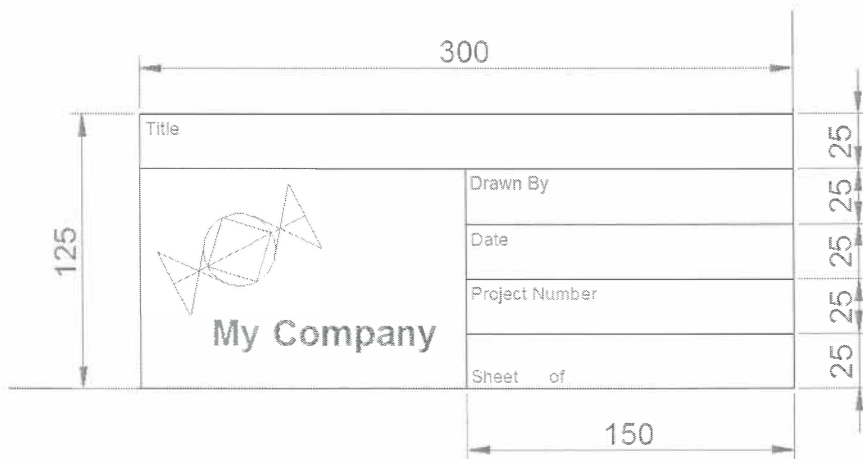 300
Title
25
125
Drawn By
25
Date
25
Project Number
25
My Company
Sheet of
25
150